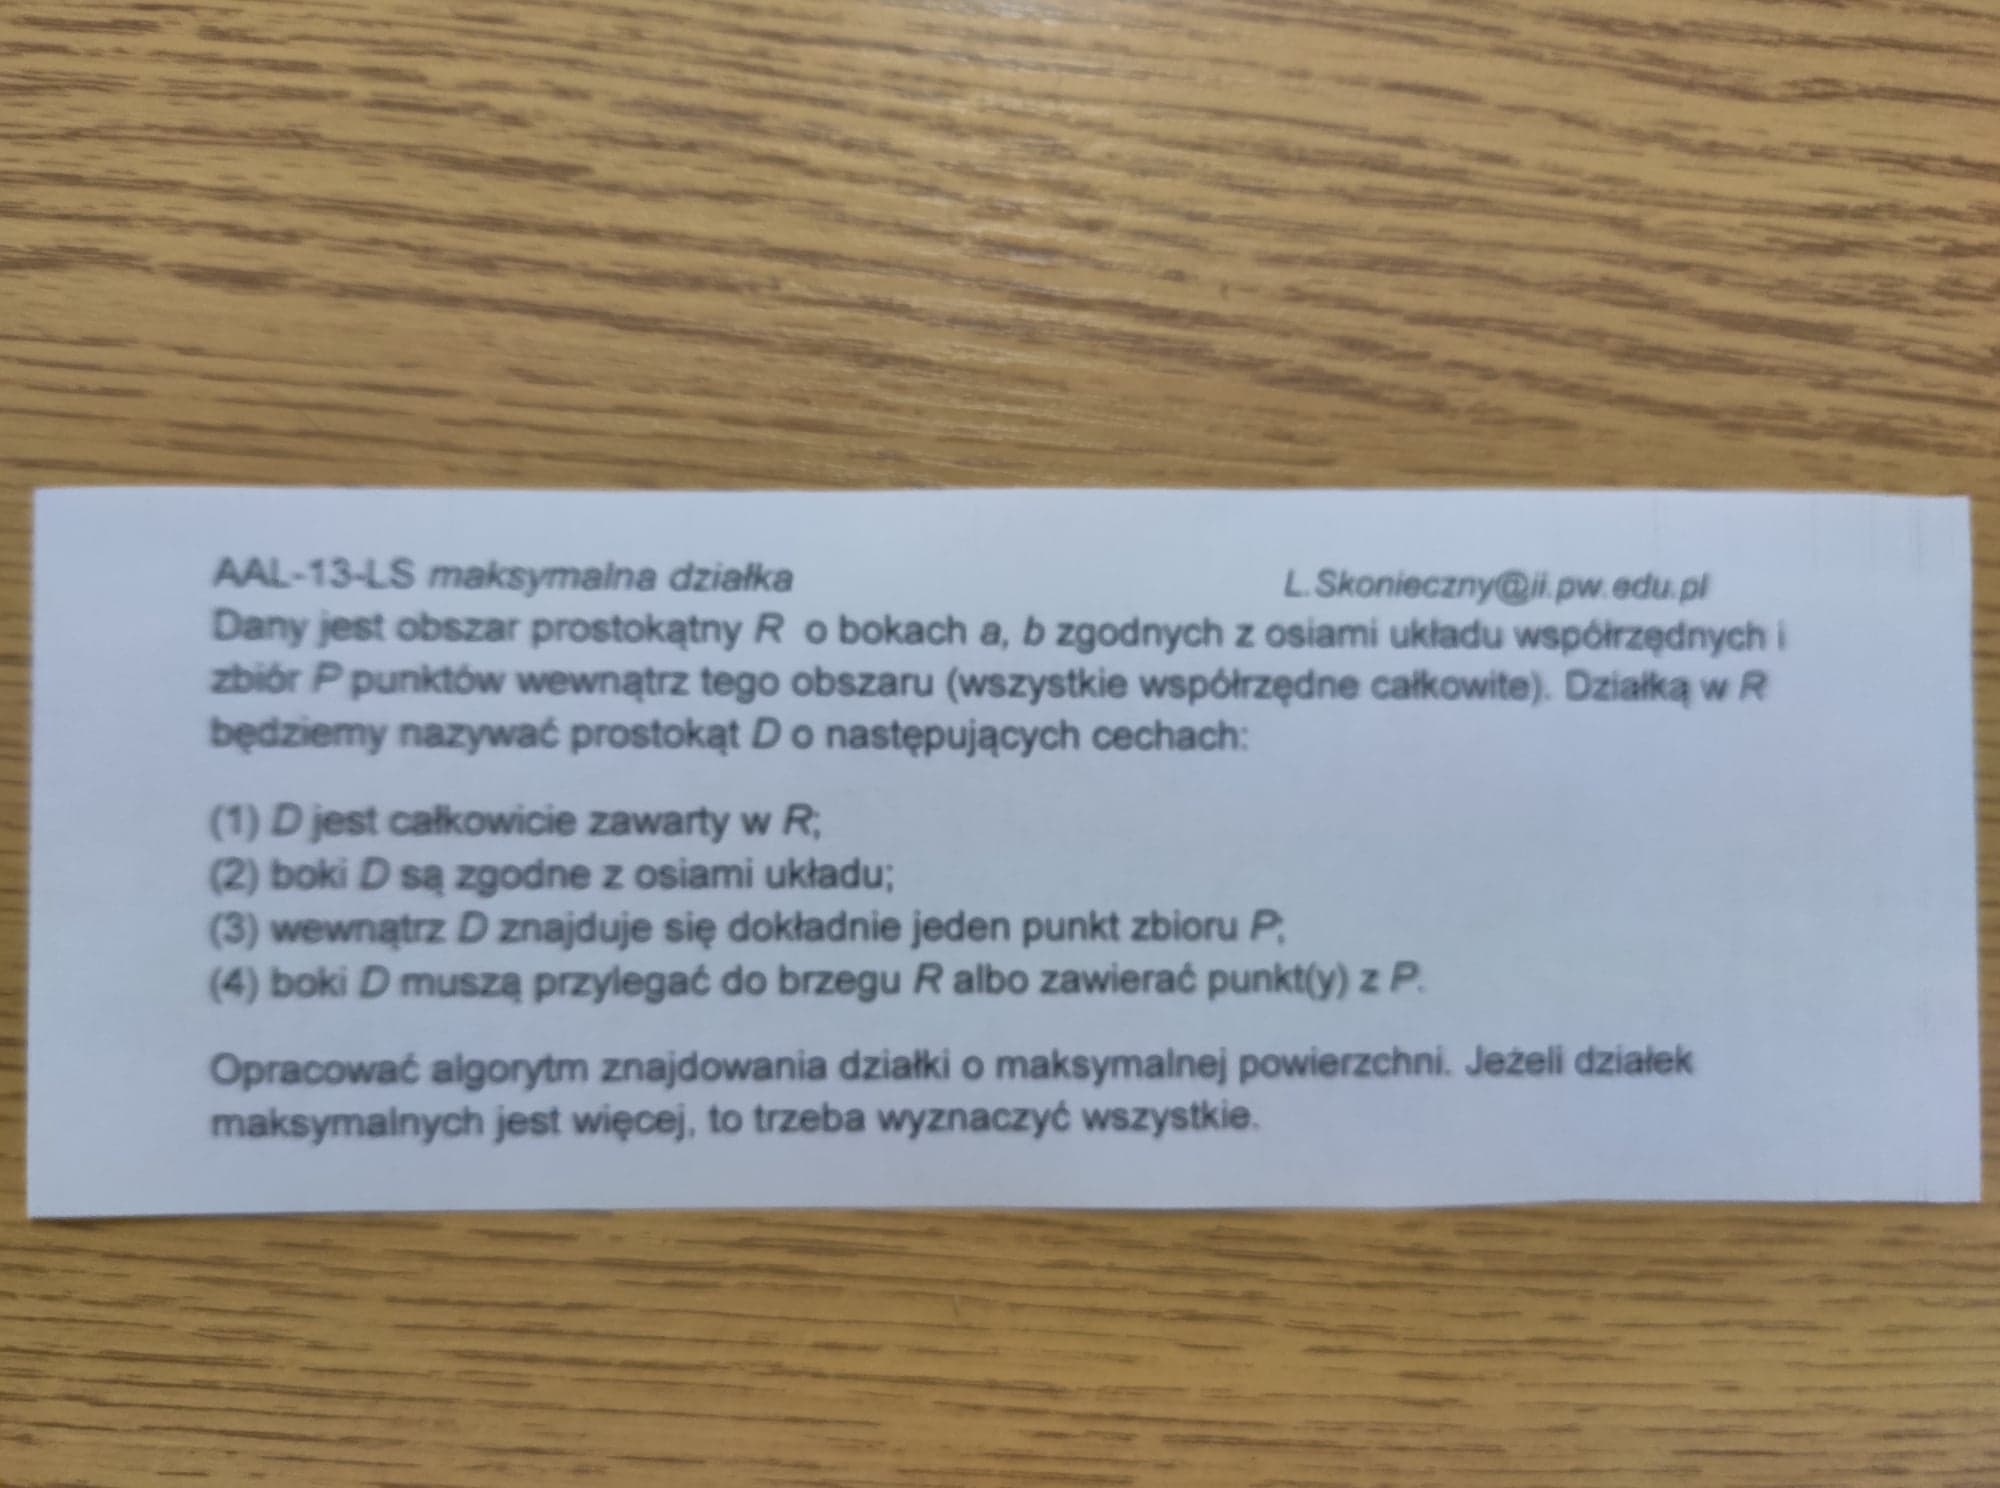 AAL-13-LS maksymalna działka L.Skonieczny@ii.pw.edu.pl
Dany jest obszar prostokątny R o bokach a, b zgodnych z osiami układu współrzędnych i
zbiór P punktów wewnątrz tego obszaru (wszystkie współrzędne całkowite). Działką w R
będziemy nazywać prostokąt D o następujących cechach:
(1) D jest całkowicie zawarty w R;
(2) boki D są zgodne z osiami układu;
(3) wewnątrz D znajduje się dokładnie jeden punkt zbioru P;
(4) boki D muszą przylegać do brzegu R albo zawierać punkt(y) z P.
Opracować algorytm znajdowania działki o maksymalnej powierzchni. Jeżeli działek
maksymalnych jest więcej, to trzeba wyznaczyć wszystkie.